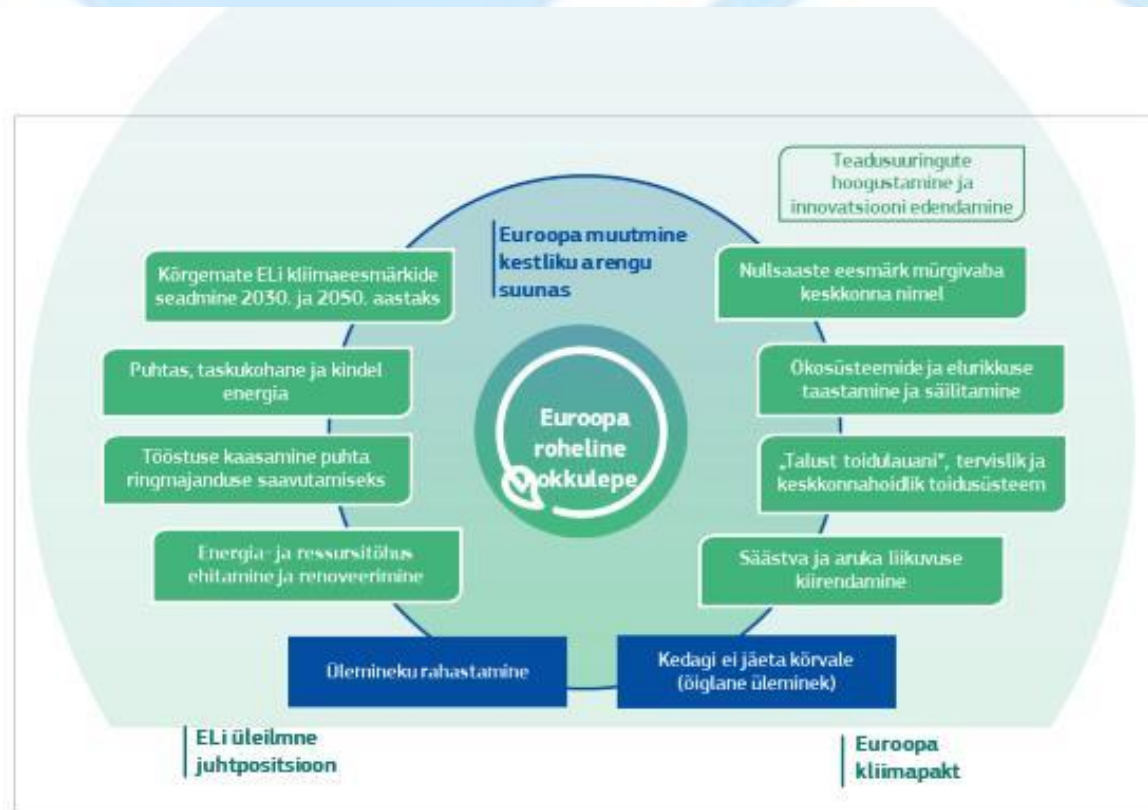 Teadusuuringute
hoogustamine ja
innovatsiooni edendamine
Euroopa muutmine
kestliku arengu
suunas
Kõrgemate ELi kliimaeesmärkide
seadmine 2030. ja 2050. aastaks
Nullsaaste eesmärk mürgivaba
keskkonna nimel
Puhtas, taskukohane ja kindel
energia
Okosüsteemide ja elurikkuse
taastamine ja säilitamine
Euroopa
roheline
kokkulepe
Tööstuse kaasamine puhta
ringmajanduse saavutamiseks
„Talust toidulauani”, tervislik ja
keskkonnahoidlik toidusüsteem
Energia- ja ressursitõhus
ehitamine ja renoveerimine
Säästva ja aruka liikuvuse
kiirendamine
Ülemineku rahastamine
Kedagi ei jäeta kõrvale
(õiglane üleminek)
ELi üleilmne
juhtpositsioon
Euroopa
kliimapakt